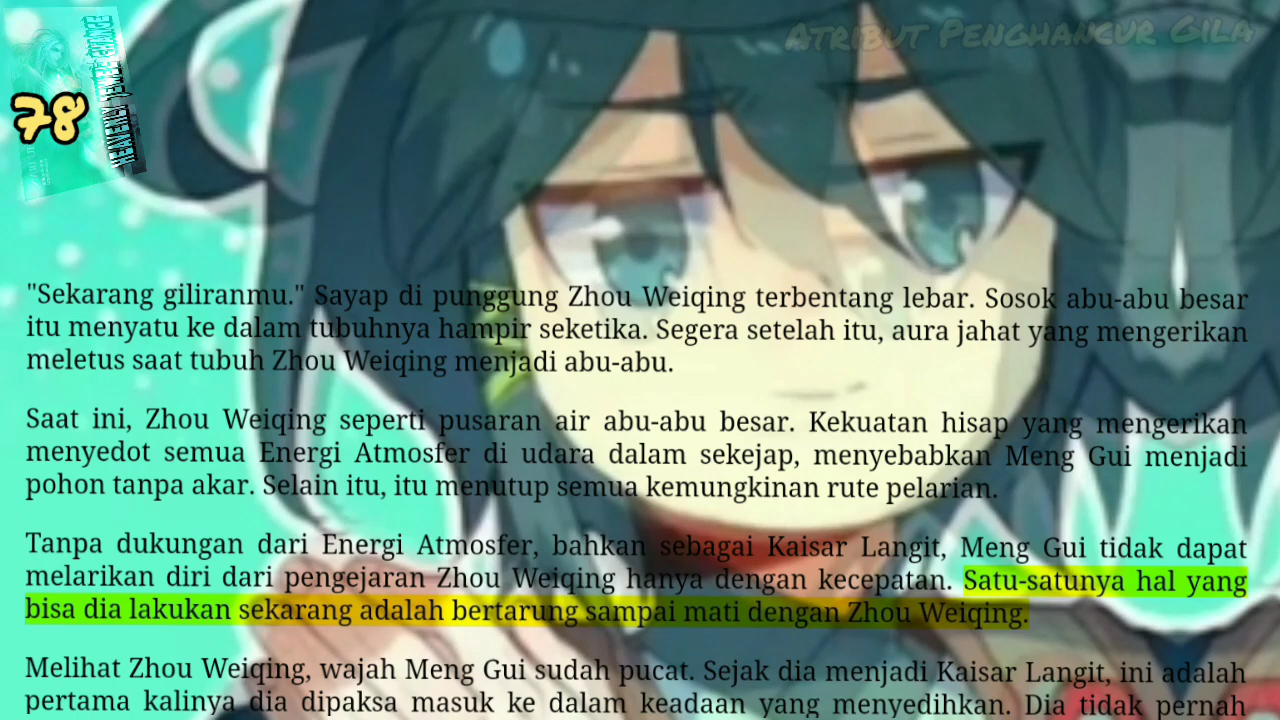 Atribut Penghancur Gila
HEAVENLY JEWEL CHANGE
78
"Sekarang giliranmu." Sayap di punggung Zhou Weiqing terbentang lebar. Sosok abu-abu besar
itu menyatu ke dalam tubuhnya hampir seketika. Segera setelah itu, aura jahat yang mengerikan
meletus saat tubuh Zhou Weiqing menjadi abu-abu.
Saat ini, Zhou Weiqing seperti pusaran air abu-abu besar. Kekuatan hisap yang mengerikan
menyedot semua Energi Atmosfer di udara dalam sekejap, menyebabkan Meng Gui menjadi
pohon tanpa akar. Selain itu, itu menutup semua kemungkinan rute pelarian.
Tanpa dukungan dari Energi Atmosfer, bahkan sebagai Kaisar Langit, Meng Gui tidak dapat
melarikan diri dari pengejaran Zhou Weiqing hanya dengan kecepatan. Satu-satunya hal yang
bisa dia lakukan sekarang adalah bertarung sampai mati dengan Zhou Weiqing.
Melihat Zhou Weiqing, wajah Meng Gui sudah pucat. Sejak dia menjadi Kaisar Langit, ini adalah
pertama kalinya dia dipaksa masuk ke dalam keadaan yang menyedihkan. Dia tidak pernah